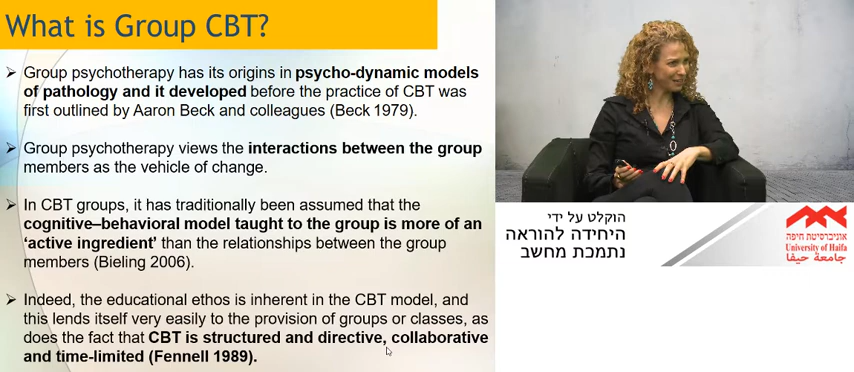 What is Group CBT?
Group psychotherapy has its origins in psycho-dynamic models
of pathology and it developed before the practice of CBT was
first outlined by Aaron Beck and colleagues (Beck 1979).
Group psychotherapy views the interactions between the group
members as the vehicle of change.
In CBT groups, it has traditionally been assumed that the
cognitive–behavioral model taught to the group is more of an
‘active ingredient’ than the relationships between the group
members (Bieling 2006).
Indeed, the educational ethos is inherent in the CBT model, and
this lends itself very easily to the provision of groups or classes, as
does the fact that CBT is structured and directive, collaborative
and time-limited (Fennell 1989).
הוקלט על ידי
היחידה להוראה
נתמכת מחשב
אוניברסיטת חיפה
University of Haifa
جامعة حيفا